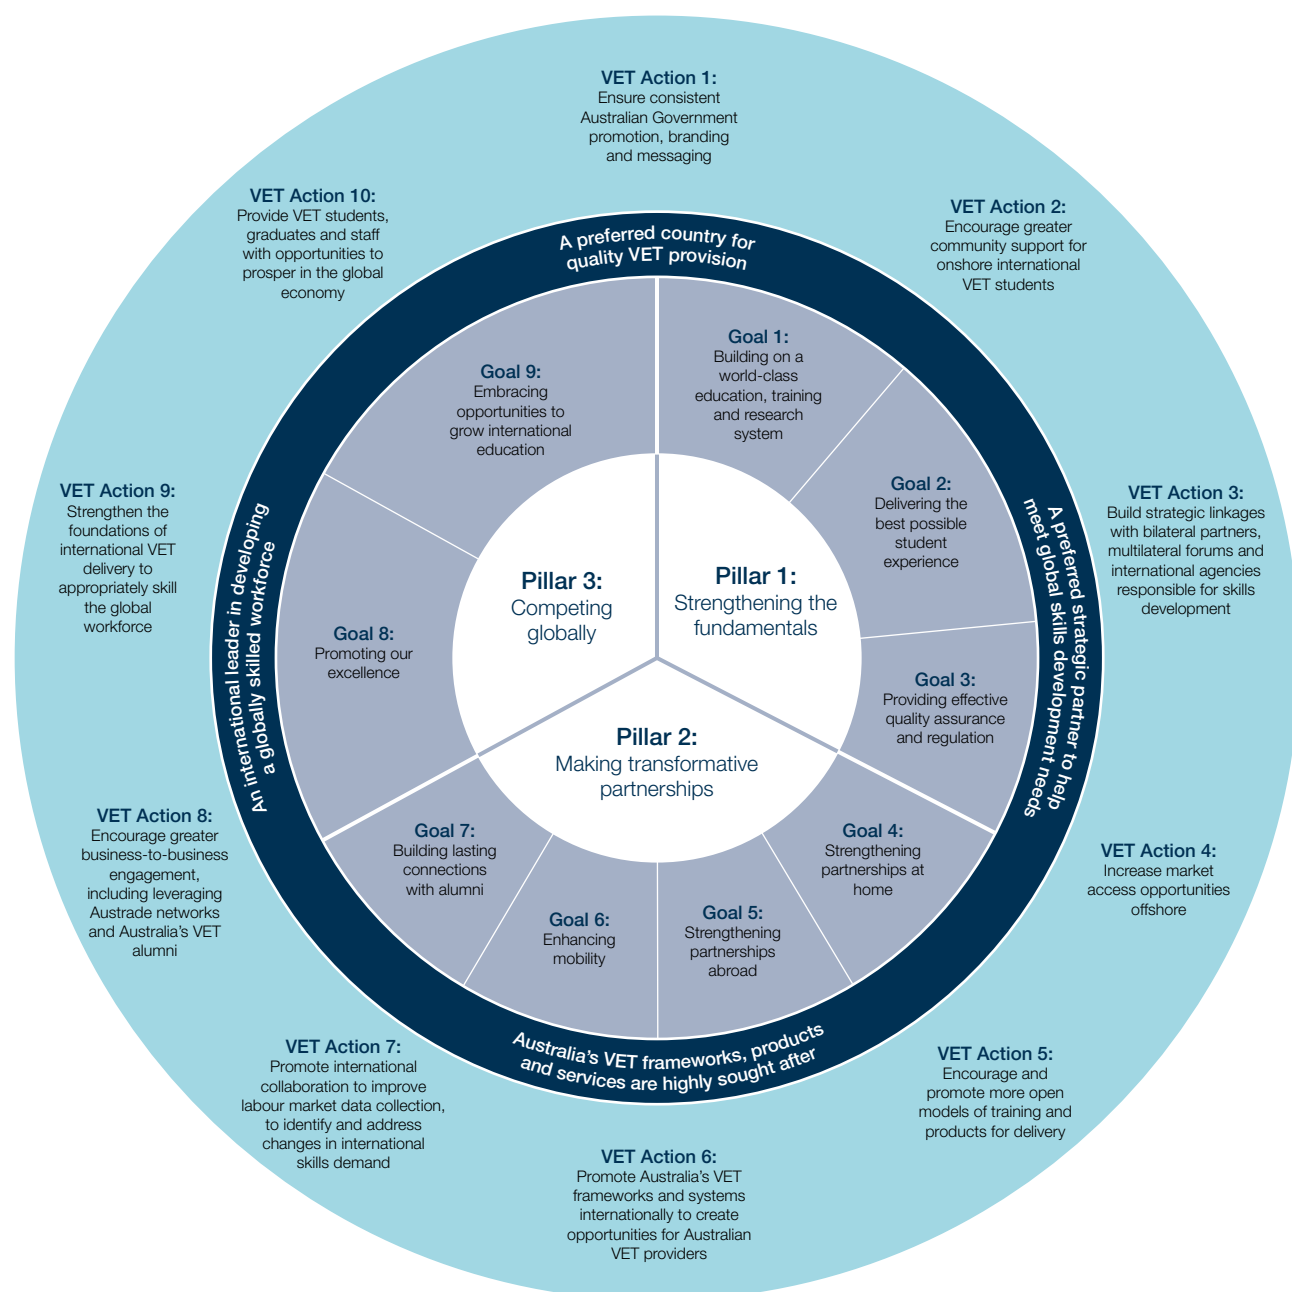 VET Action 1:
Ensure consistent
Australian Government
promotion, branding
and messaging
VET Action 2:
Encourage greater
community support for
onshore international
VET students
VET Action 3:
Build strategic linkages
with bilateral partners,
multilateral forums and
international agencies
responsible for skills
development
VET Action 4:
Increase market
access opportunities
offshore
VET Action 5:
Encourage and
promote more open
models of training and
products for delivery
VET Action 6:
Promote Australia's VET
frameworks and systems
internationally to create
opportunities for Australian
VET providers
VET Action 7:
Promote international
collaboration to improve
labour market data collection,
to identify and address
changes in international
skills demand
VET Action 8:
Encourage greater
business-to-business
engagement,
including leveraging
Austrade networks
and Australia's VET
alumni
VET Action 9:
Strengthen the
foundations of
international VET
delivery to
appropriately skill
the global
workforce
VET Action 10:
Provide VET students,
graduates and staff
with opportunities to
prosper in the global
economy
A preferred country for
quality VET provision
A preferred strategic partner to help
meet global skills development needs
Australia's VET frameworks, products
and services are highly sought after
An international leader in developing
a globally skilled workforce
Goal 1:
Building on a
world-class
education, training
and research
system
Goal 2:
Delivering the
best possible
student
experience
Goal 3:
Providing effective
quality assurance
and regulation
Goal 4:
Strengthening
partnerships at
home
Goal 5:
Strengthening
partnerships
abroad
Goal 6:
Enhancing
mobility
Goal 7:
Building lasting
connections
with alumni
Goal 8:
Promoting our
excellence
Goal 9:
Embracing
opportunities to
grow international
education
Pillar 1:
Strengthening the
fundamentals
Pillar 2:
Making transformative
partnerships
Pillar 3:
Competing
globally